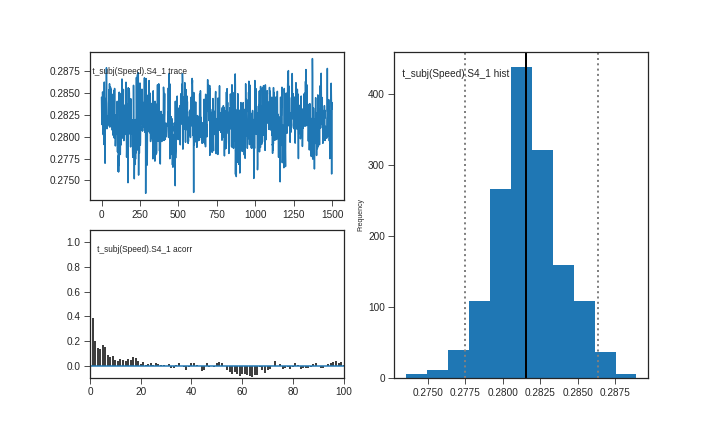 0.2875
0.2850
0.2825
0.2800
0.2775
0.2750
t_subj(Speed).S4_1 trace
0 250 500 750 1000 1250 1500
1.0
0.8
0.6
0.4
0.2
0.0
t_subj(Speed).S4_1 acorr
0 20 40 60 80 100
Frequency
400
300
200
100
0
t_subj(Speed).S4_1 hist
0.2750 0.2775 0.2800 0.2825 0.2850 0.2875